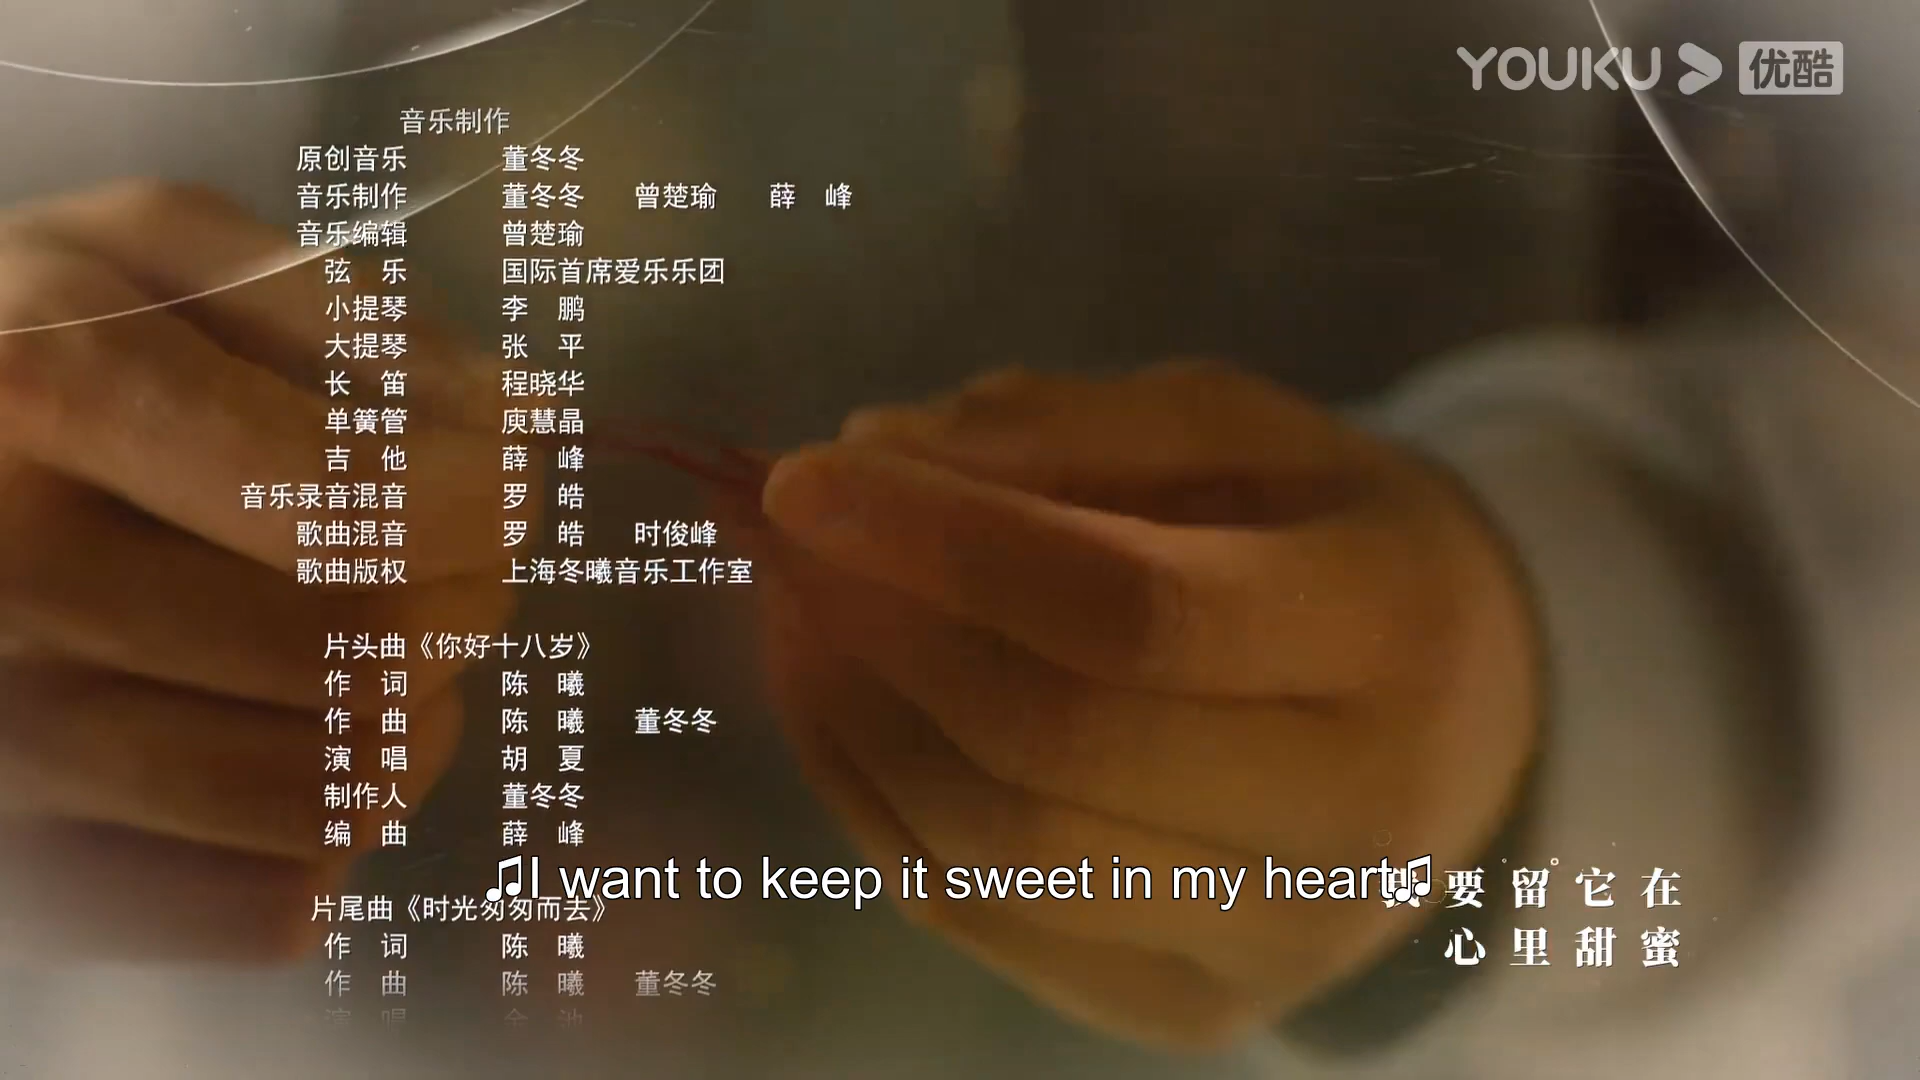 YOUKU 优酷
音乐制作
原创音乐 董冬冬
音乐制作 董冬冬 曾楚瑜 薛 峰
音乐编辑 曾楚瑜
弦 乐 国际首席爱乐乐团
小提琴 李 鹏
大提琴 张 平
长 笛 程晓华
单簧管 庾慧晶
吉 他 薛 峰
音乐录音混音 罗 皓
歌曲混音 罗 皓 时俊峰
歌曲版权 上海冬曦音乐工作室
片头曲《你好十八岁》
作 词 陈 曦
作 曲 陈 曦 董冬冬
演 唱 胡 夏
制作人 董冬冬
编 曲 薛 峰
♫I want to keep it sweet in my heart♫
片尾曲《时光匆匆而去》
作 词 陈 曦
作 曲 陈 曦 董冬冬
演 唱 金 池
我要留它在
心里甜蜜